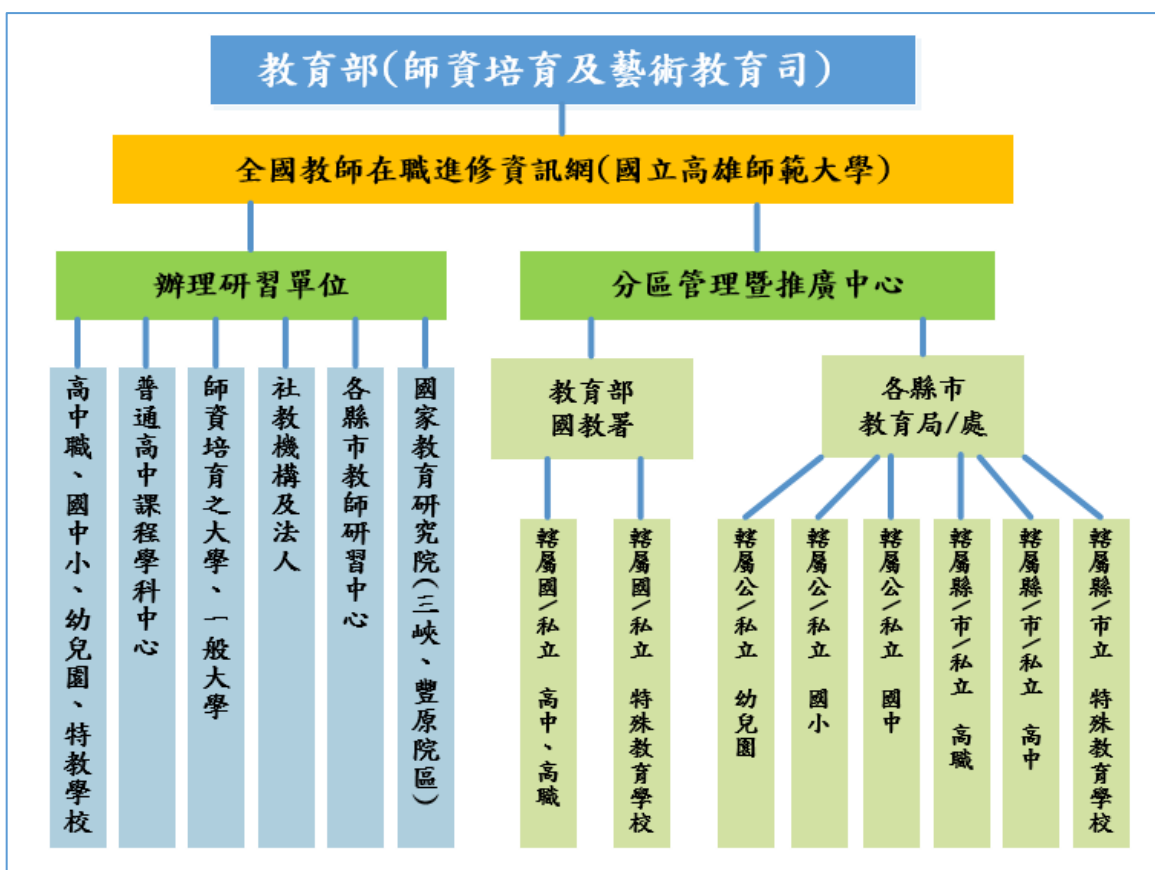 教育部(師資培育及藝術教育司)
全國教師在職進修資訊網(國立高雄師範大學)
辦理研習單位
分區管理暨推廣中心
高中職、國中小、幼兒園、特教學校
普通高中課程學科中心
師資培育之大學、一般大學
社教機構及法人
各縣市教師研習中心
國家教育研究院(三峽、豐原院區)
教育部
國教署
各縣市
教育局/處
轄屬國/私立 高中、高職
轄屬國/私立 特殊教育學校
轄屬公/私立 幼兒園
轄屬公/私立 國小
轄屬公/私立 國中
轄屬縣/市/私立 高職
轄屬縣/市/私立 高中
轄屬縣/市立 特殊教育學校